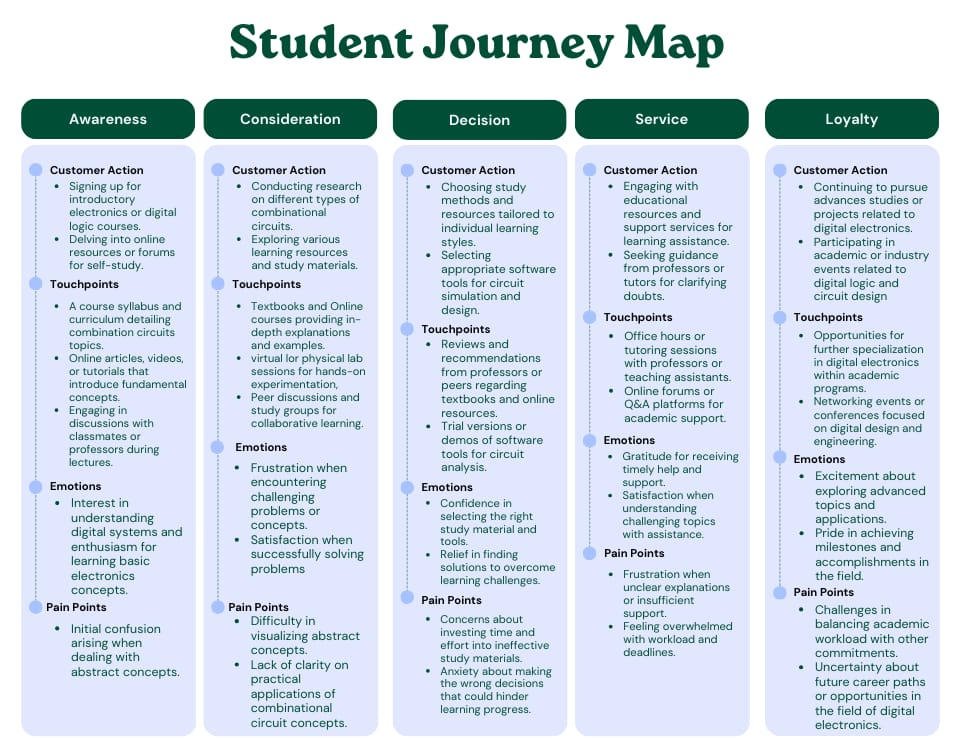 Student Journey Map
Awareness
Customer Action
• Signing up for
introductory
electronics or digital
logic courses.
• Delving into online
resources or forums
for self-study.
Touchpoints
• A course syllabus and
curriculum detailing
combination circuits
topics.
• Online articles, videos,
or tutorials that
introduce fundamental
concepts.
• Engaging in
discussions with
classmates or
professors during
lectures.
Emotions
• Interest in
understanding
digital systems and
enthusiasm for
learning basic
electronics
concepts.
Pain Points
• Initial confusion
arising when
dealing with
abstract concepts.
Consideration
Customer Action
• Conducting research
on different types of
combinational
circuits.
• Exploring various
learning resources
and study materials.
Touchpoints
• Textbooks and Online
courses providing in-
depth explanations
and examples.
• virtual lor physical lab
sessions for hands-on
experimentation,
• Peer discussions and
study groups for
collaborative learning.
Emotions
• Frustration when
encountering
challenging
problems or
concepts.
• Satisfaction when
successfully solving
problems
Pain Points
• Difficulty in
visualizing abstract
concepts.
• Lack of clarity on
practical
applications of
combinational
circuit concepts.
Decision
Customer Action
• Choosing study
methods and
resources tailored to
individual learning
styles.
• Selecting
appropriate software
tools for circuit
simulation and
design.
Touchpoints
• Reviews and
recommendations
from professors or
peers regarding
textbooks and online
resources.
• Trial versions or
demos of software
tools for circuit
analysis.
Emotions
• Confidence in
selecting the right
study material and
tools.
• Relief in finding
solutions to overcome
learning challenges.
Pain Points
• Concerns about
investing time and
effort into ineffective
study materials.
• Anxiety about making
the wrong decisions
that could hinder
learning progress.
Service
Customer Action
• Engaging with
educational
resources and
support services for
learning assistance.
• Seeking guidance
from professors or
tutors for clarifying
doubts.
Touchpoints
• Office hours or
tutoring sessions
with professors or
teaching assistants.
• Online forums or
Q&A platforms for
academic support.
Emotions
• Gratitude for receiving
timely help and
support.
• Satisfaction when
understanding
challenging topics
with assistance.
Pain Points
• Frustration when
unclear explanations
or insufficient
support.
• Feeling overwhelmed
with workload and
deadlines.
Loyalty
Customer Action
• Continuing to pursue
advances studies or
projects related to
digital electronics.
• Participating in
academic or industry
events related to
digital logic and
circuit design
Touchpoints
• Opportunities for
further specialization
in digital electronics
within academic
programs.
• Networking events or
conferences focused
on digital design and
engineering.
Emotions
• Excitement about
exploring advanced
topics and
applications.
• Pride in achieving
milestones and
accomplishments in
the field.
Pain Points
• Challenges in
balancing academic
workload with other
commitments.
• Uncertainty about
future career paths
or opportunities in
the field of digital
electronics.